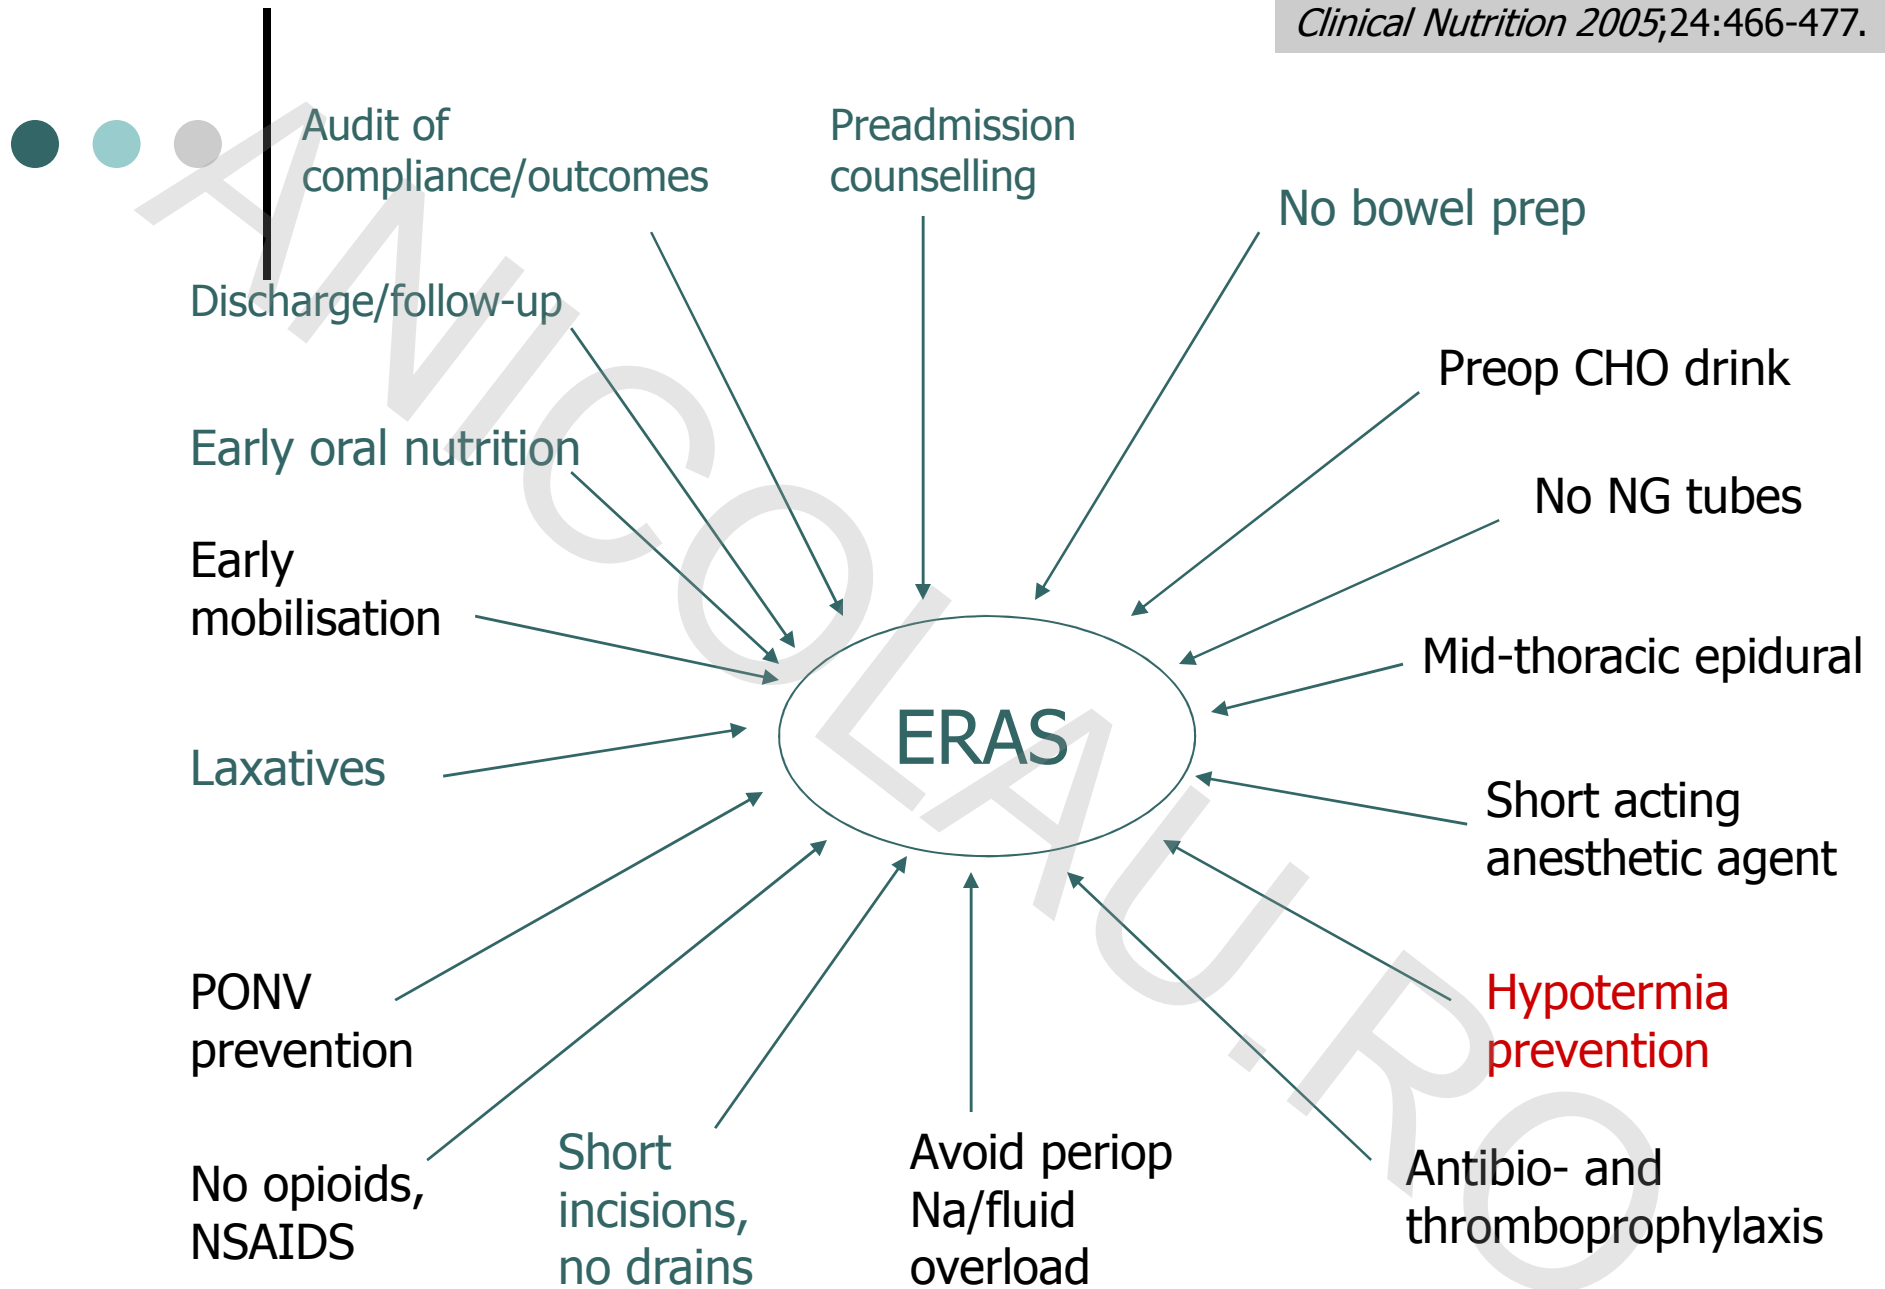 Clinical Nutrition 2005;24:466-477.
Audit of
compliance/outcomes
Preadmission
counselling
No bowel prep
Discharge/follow-up
Preop CHO drink
Early oral nutrition
No NG tubes
Early
mobilisation
Mid-thoracic epidural
ERAS
Laxatives
Short acting
anesthetic agent
PONV
prevention
Hypotermia
prevention
No opioids,
NSAIDS
Short
incisions,
no drains
Avoid periop
Na/fluid
overload
Antibio- and
thromboprophylaxis
ANICOLAU.RO